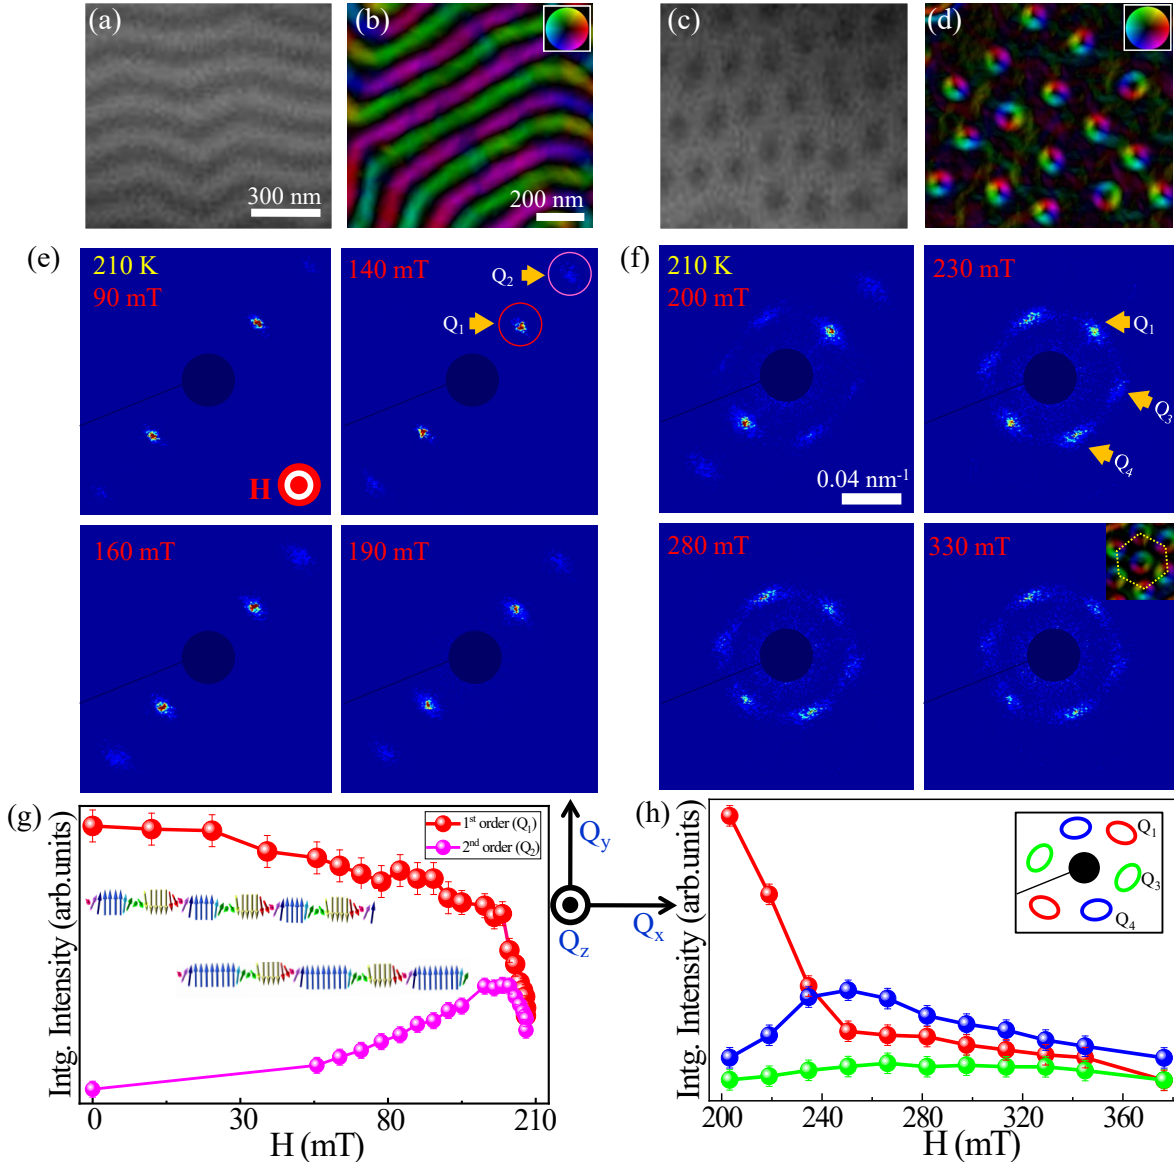 (a)
300 nm
(b)
200 nm
(c)
(d)
(e)
210 K
90 mT
H
140 mT
Q₂
Q₁
160 mT
190 mT
(f)
210 K
200 mT
0.04 nm⁻¹
230 mT
Q₁
Q₃
Q₄
280 mT
330 mT
(g)
Intg. Intensity (arb.units)
1ˢᵗ order (Q₁)
2ⁿᵈ order (Q₂)
0
30
80
210
H (mT)
Q_y
Q_x
Q_z
(h)
Intg. Intensity (arb.units)
Q₁
Q₃
Q₄
200
240
280
320
360
H (mT)